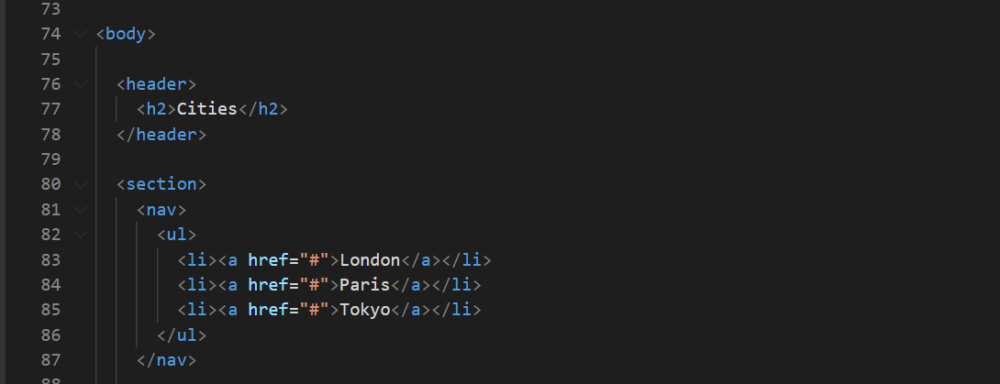 73
74 <body>
75
76 <header>
77 <h2>Cities</h2>
78 </header>
79
80 <section>
81 <nav>
82 <ul>
83 <li><a href="#">London</a></li>
84 <li><a href="#">Paris</a></li>
85 <li><a href="#">Tokyo</a></li>
86 </ul>
87 </nav>
88